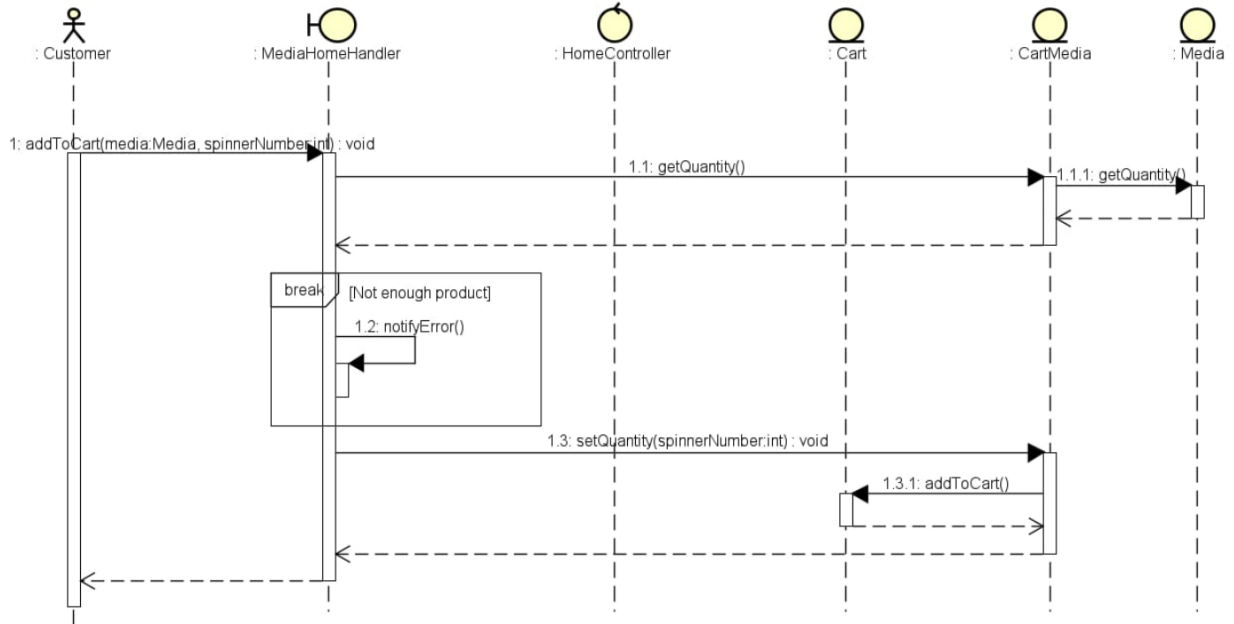 : Customer
: MediaHomeHandler
: HomeController
: Cart
: CartMedia
: Media
1: addToCart(media:Media, spinnerNumber:int) : void
1.1: getQuantity()
1.1.1: getQuantity()
break
[Not enough product]
1.2: notifyError()
1.3: setQuantity(spinnerNumber:int) : void
1.3.1: addToCart()